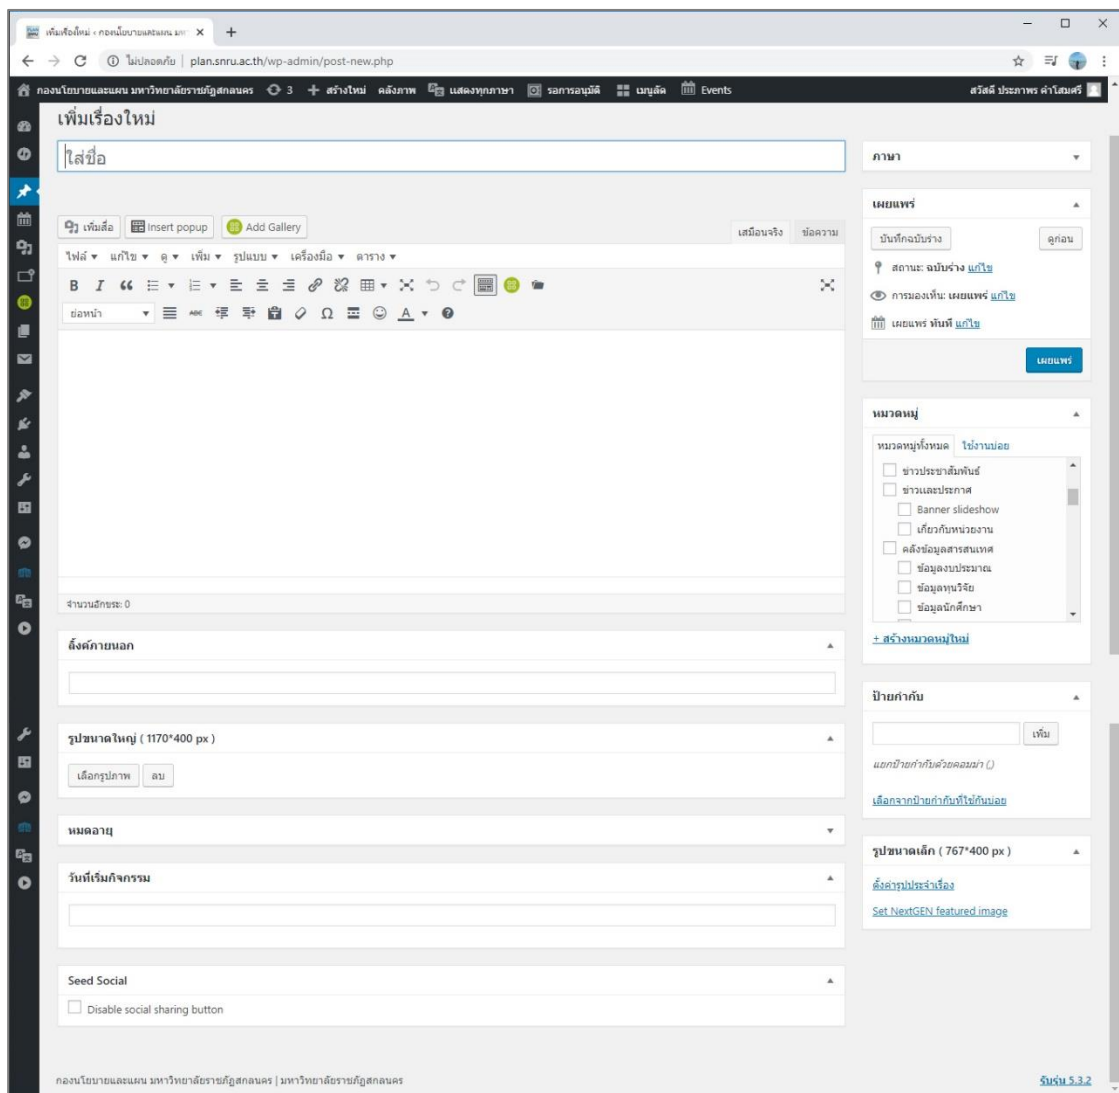 เพิ่มเรื่องใหม่ ‹ กองนโยบายและแผน มห
ไม่ปลอดภัย | plan.snru.ac.th/wp-admin/post-new.php
กองนโยบายและแผน มหาวิทยาลัยราชภัฏสกลนคร 3 + สร้างใหม่ คลังภาพ แสดงทุกภาษา รอการอนุมัติ เมนูลัด Events สวัสดี ประภาพร คำโสมศรี
เพิ่มเรื่องใหม่
ใส่ชื่อ
เพิ่มสื่อ Insert popup Add Gallery เสมือนจริง ข้อความ
ไฟล์ แก้ไข ดู เพิ่ม รูปแบบ เครื่องมือ ตาราง
B I
ย่อหน้า ABC Ω A
จำนวนอักขระ: 0
ลิ้งค์ภายนอก
รูปขนาดใหญ่ ( 1170*400 px )
เลือกรูปภาพ ลบ
หมดอายุ
วันที่เริ่มกิจกรรม
Seed Social
Disable social sharing button
ภาษา
เผยแพร่
บันทึกฉบับร่าง ดูก่อน
สถานะ: ฉบับร่าง แก้ไข
การมองเห็น: เผยแพร่ แก้ไข
เผยแพร่ ทันที แก้ไข
เผยแพร่
หมวดหมู่
หมวดหมู่ทั้งหมด ใช้งานบ่อย
ข่าวประชาสัมพันธ์
ข่าวและประกาศ
Banner slideshow
เกี่ยวกับหน่วยงาน
คลังข้อมูลสารสนเทศ
ข้อมูลงบประมาณ
ข้อมูลทุนวิจัย
ข้อมูลนักศึกษา
+ สร้างหมวดหมู่ใหม่
ป้ายกำกับ
เพิ่ม
แยกป้ายกำกับด้วยคอมม่า (,)
เลือกจากป้ายกำกับที่ใช้กันบ่อย
รูปขนาดเล็ก ( 767*400 px )
ตั้งค่ารูปประจำเรื่อง
Set NextGEN featured image
กองนโยบายและแผน มหาวิทยาลัยราชภัฏสกลนคร | มหาวิทยาลัยราชภัฏสกลนคร รับรุ่น 5.3.2